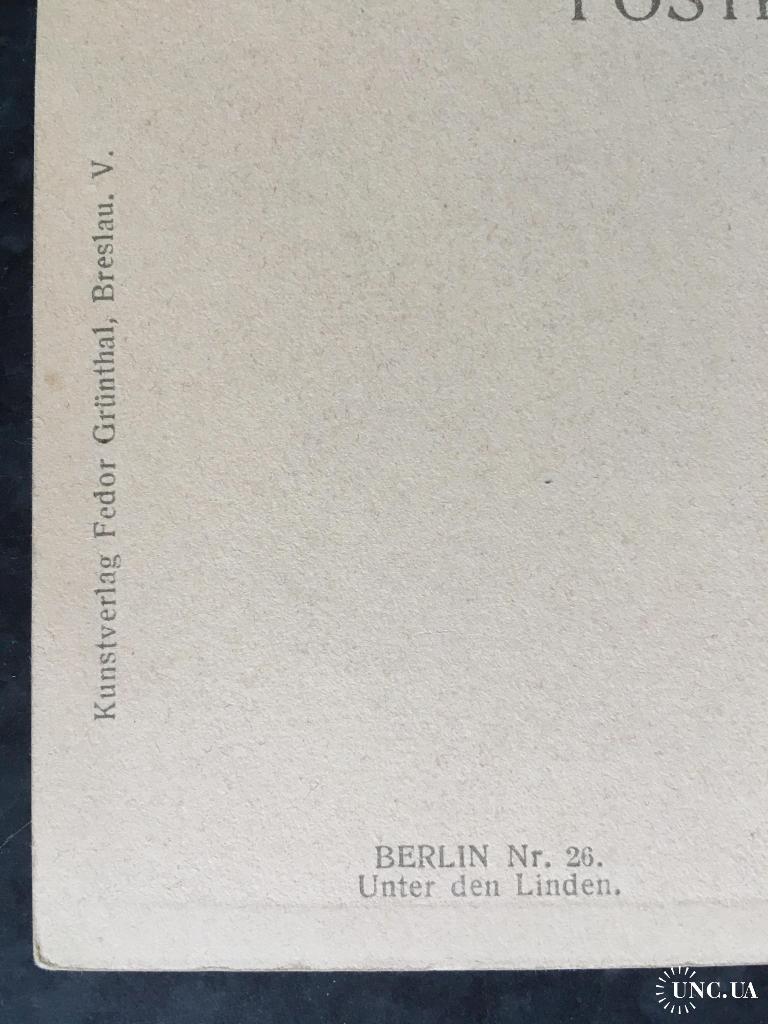 Kunstverlag Fedor Grünthal, Breslau. V.
BERLIN Nr. 26.
Unter den Linden.
UNC.UA